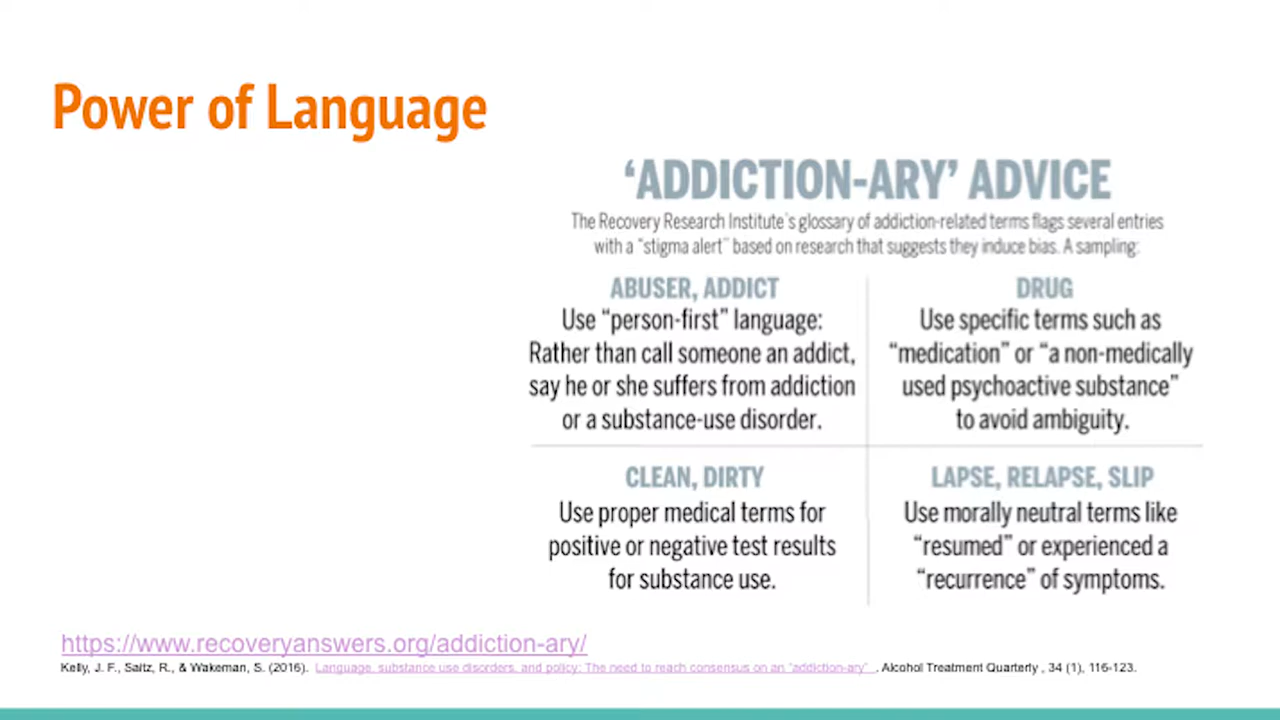 Power of Language
‘ADDICTION-ARY’ ADVICE
The Recovery Research Institute's glossary of addiction-related terms flags several entries
with a "stigma alert" based on research that suggests they induce bias. A sampling:
ABUSER, ADDICT
Use "person-first" language:
Rather than call someone an addict,
say he or she suffers from addiction
or a substance-use disorder.
DRUG
Use specific terms such as
"medication" or "a non-medically
used psychoactive substance"
to avoid ambiguity.
CLEAN, DIRTY
Use proper medical terms for
positive or negative test results
for substance use.
LAPSE, RELAPSE, SLIP
Use morally neutral terms like
"resumed" or experienced a
"recurrence" of symptoms.
https://www.recoveryanswers.org/addiction-ary/
Kelly, J. F., Saitz, R., & Wakeman, S. (2016). Language, substance use disorders, and policy: The need to reach consensus on an "addiction-ary" . Alcohol Treatment Quarterly , 34 (1), 116-123.